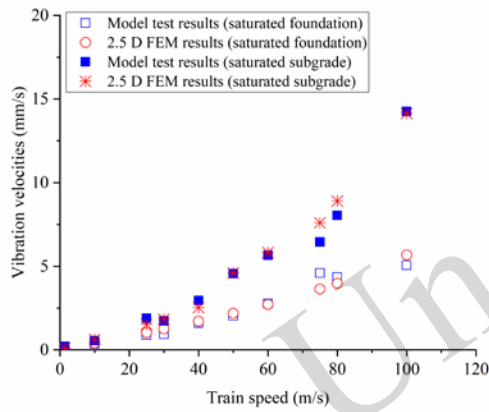 Model test results (saturated foundation)
2.5 D FEM results (saturated foundation)
Model test results (saturated subgrade)
2.5 D FEM results (saturated subgrade)
20
15
10
5
0
Vibration velocities (mm/s)
0 20 40 60 80 100 120
Train speed (m/s)
Un